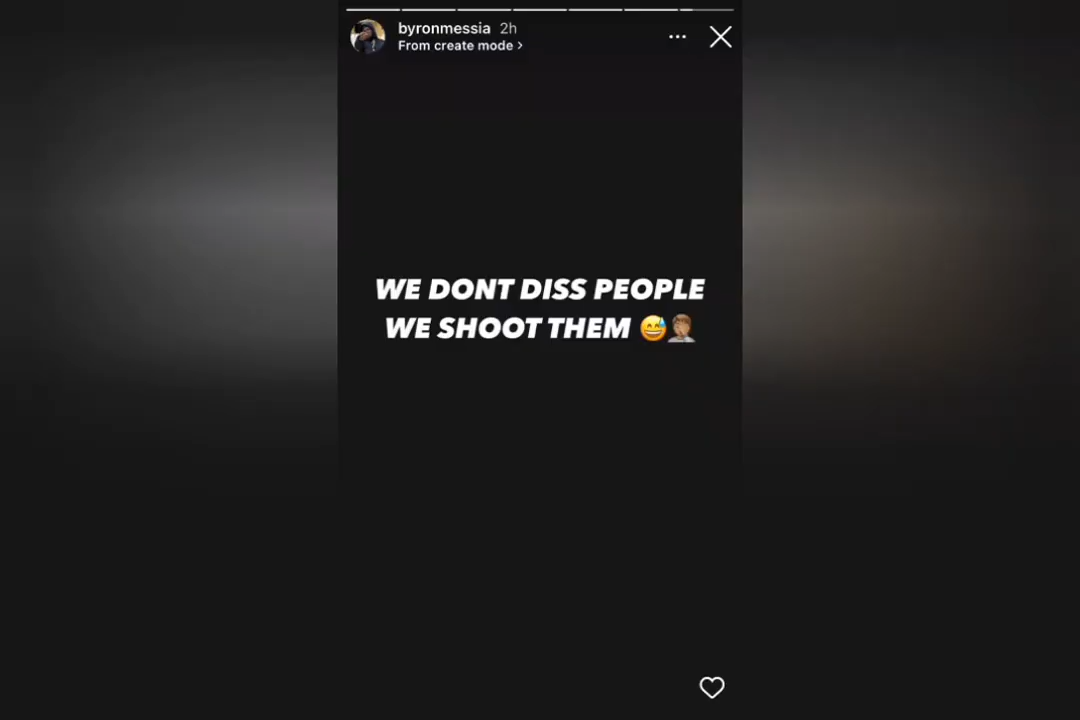 byronmessia 2h
From create mode >
WE DONT DISS PEOPLE
WE SHOOT THEM 😅🤦🏽